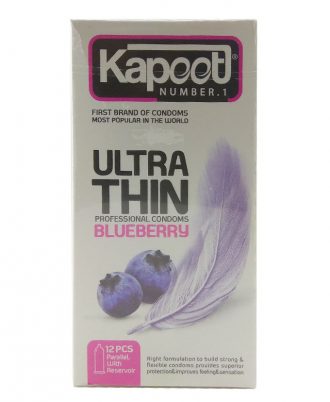 Kapoot®
NUMBER.1
FIRST BRAND OF CONDOMS
MOST POPULAR IN THE WORLD
ULTRA
THIN
PROFESSIONAL CONDOMS
BLUEBERRY
12 PCS
Parallel,
With
Reservoir
Right formulation to build strong &
flexible condoms provides superior
protection&improves feeling&sensation